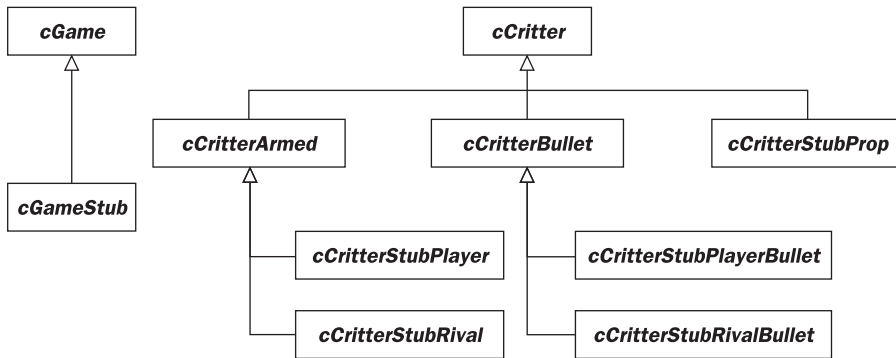 cGame
cCritter
cCritterArmed
cCritterBullet
cCritterStubProp
cGameStub
cCritterStubPlayer
cCritterStubPlayerBullet
cCritterStubRival
cCritterStubRivalBullet